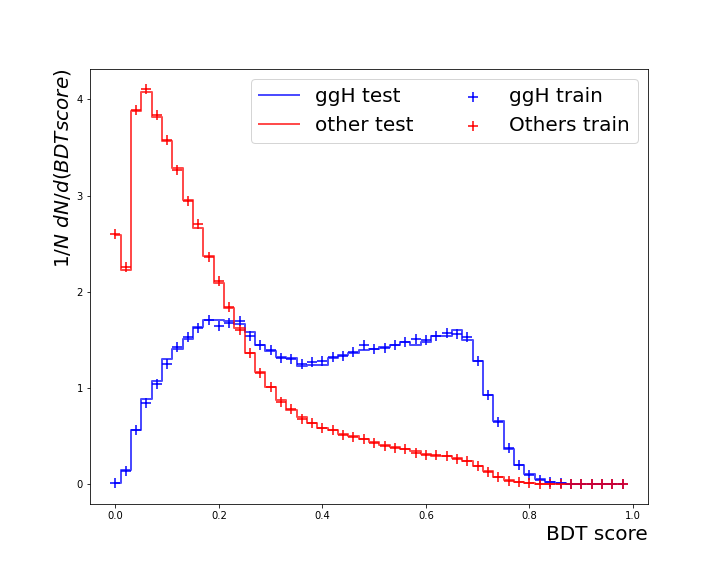 ggH test
ggH train
other test
Others train
1/N dN/d(BDTscore)
4
3
2
1
0
0.0 0.2 0.4 0.6 0.8 1.0
BDT score